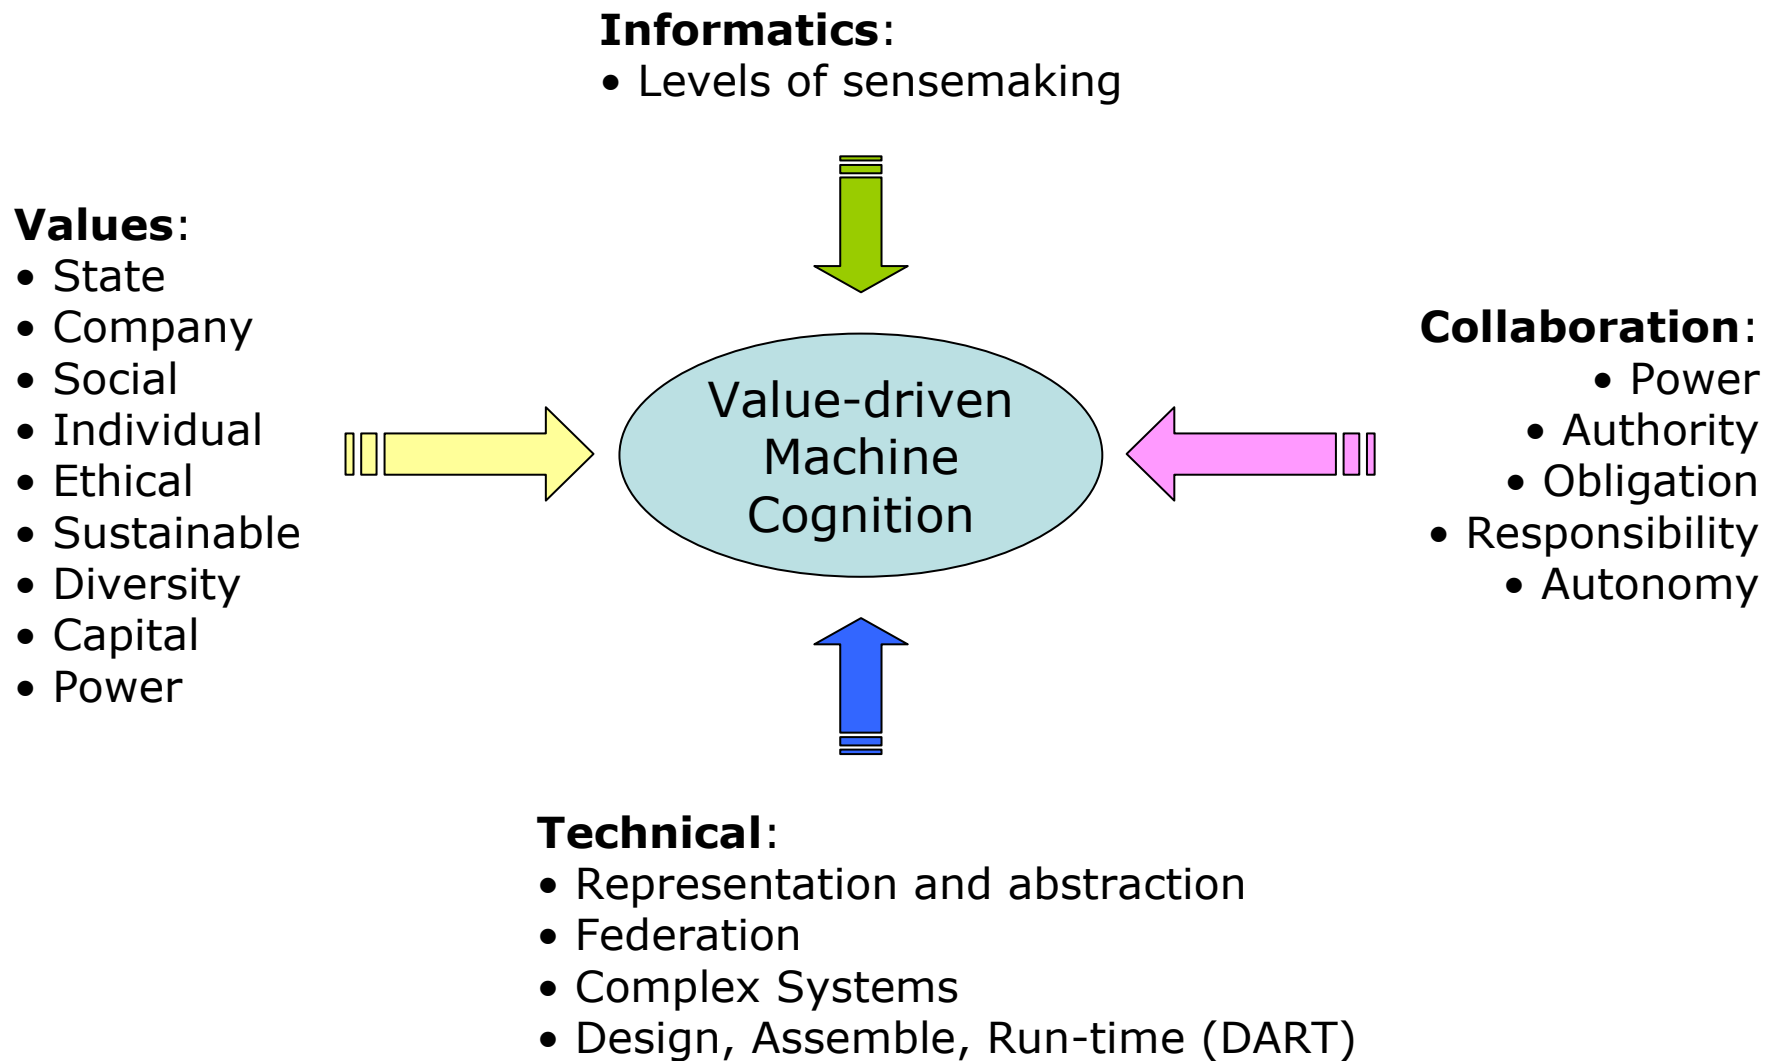 Informatics:
• Levels of sensemaking
Values:
• State
• Company
• Social
• Individual
• Ethical
• Sustainable
• Diversity
• Capital
• Power
Value-driven
Machine
Cognition
Collaboration:
• Power
• Authority
• Obligation
• Responsibility
• Autonomy
Technical:
• Representation and abstraction
• Federation
• Complex Systems
• Design, Assemble, Run-time (DART)